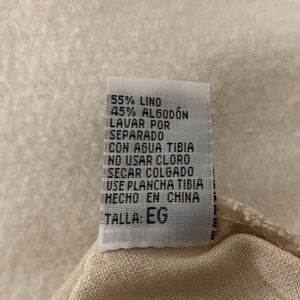 55% LINO
45% ALGODÓN
LAVAR POR
SEPARADO
CON AGUA TIBIA
NO USAR CLORO
SECAR COLGADO
USE PLANCHA TIBIA
HECHO EN CHINA
TALLA: EG